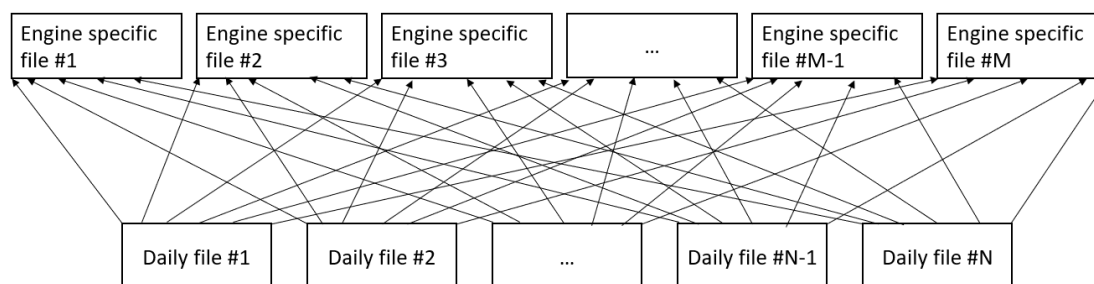 Engine specific
file #1
Engine specific
file #2
Engine specific
file #3
...
Engine specific
file #M-1
Engine specific
file #M
Daily file #1
Daily file #2
...
Daily file #N-1
Daily file #N